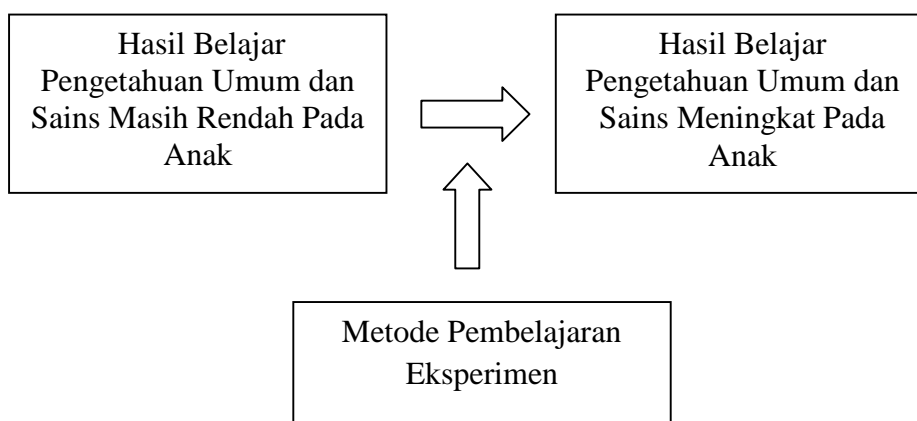 Hasil Belajar
Pengetahuan Umum dan
Sains Masih Rendah Pada
Anak
Hasil Belajar
Pengetahuan Umum dan
Sains Meningkat Pada
Anak
Metode Pembelajaran
Eksperimen